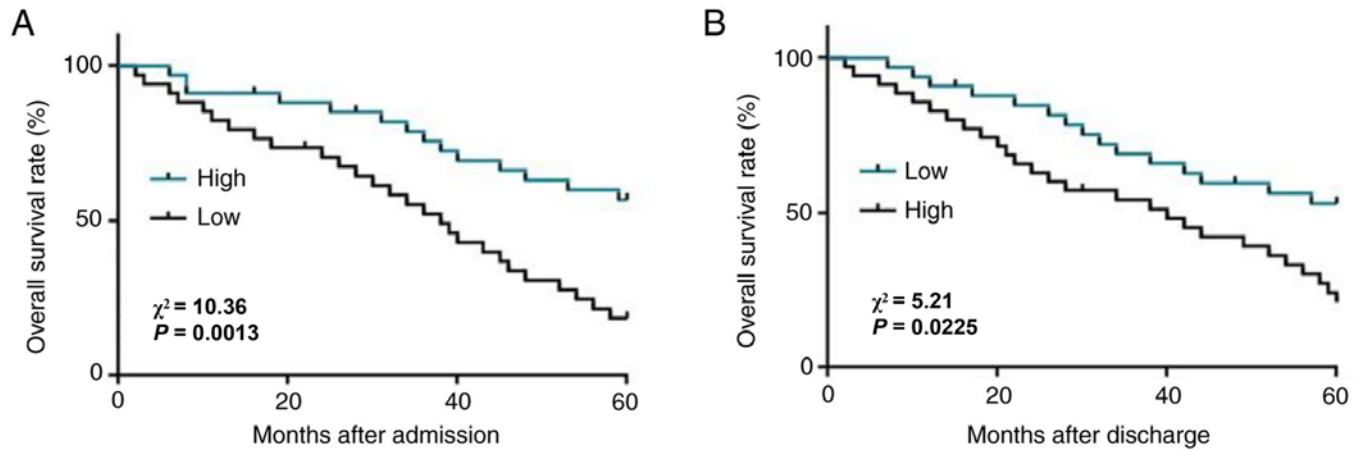 A
Overall survival rate (%)
100
50
0
High
Low
χ² = 10.36
P = 0.0013
0 20 40 60
Months after admission
B
Overall survival rate (%)
100
50
0
Low
High
χ² = 5.21
P = 0.0225
0 20 40 60
Months after discharge